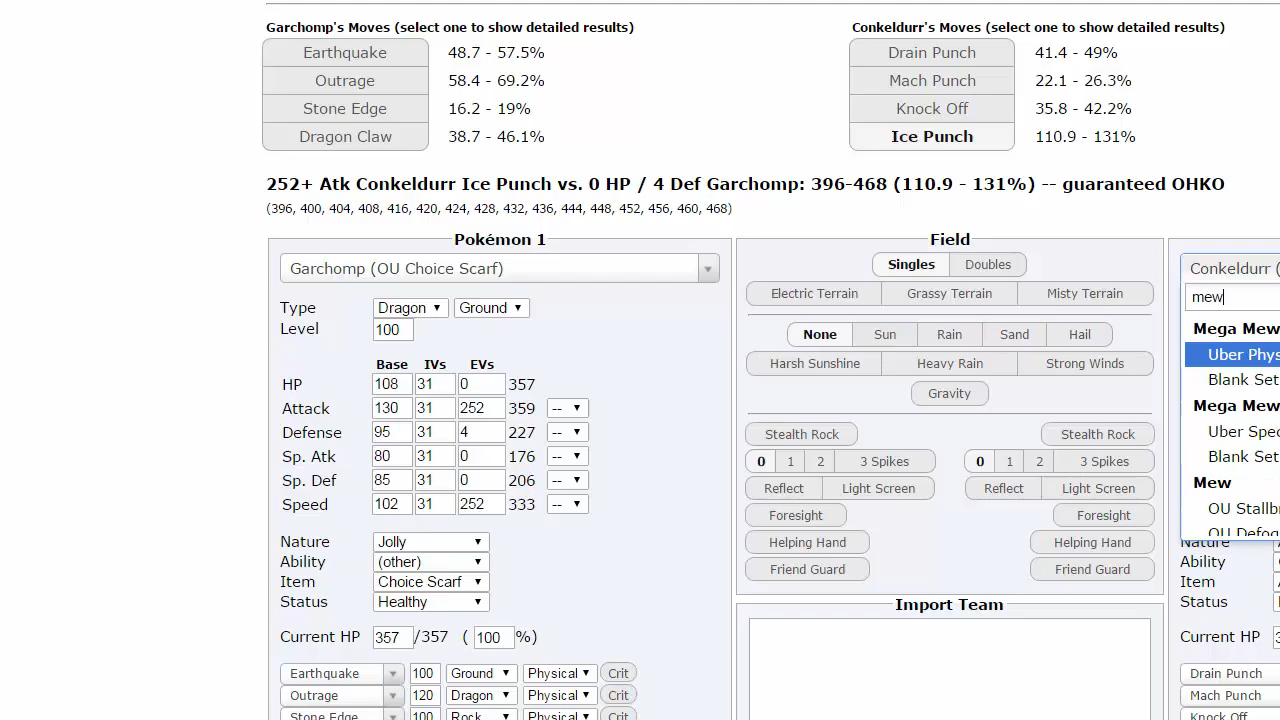 Garchomp's Moves (select one to show detailed results)
Earthquake 48.7 - 57.5%
Outrage 58.4 - 69.2%
Stone Edge 16.2 - 19%
Dragon Claw 38.7 - 46.1%
Conkeldurr's Moves (select one to show detailed results)
Drain Punch 41.4 - 49%
Mach Punch 22.1 - 26.3%
Knock Off 35.8 - 42.2%
Ice Punch 110.9 - 131%
252+ Atk Conkeldurr Ice Punch vs. 0 HP / 4 Def Garchomp: 396-468 (110.9 - 131%) -- guaranteed OHKO
(396, 400, 404, 408, 416, 420, 424, 428, 432, 436, 444, 448, 452, 456, 460, 468)
Pokémon 1
Garchomp (OU Choice Scarf)
Type Dragon Ground
Level 100
Base IVs EVs
HP 108 31 0 357
Attack 130 31 252 359 --
Defense 95 31 4 227 --
Sp. Atk 80 31 0 176 --
Sp. Def 85 31 0 206 --
Speed 102 31 252 333 --
Nature Jolly
Ability (other)
Item Choice Scarf
Status Healthy
Current HP 357 /357 ( 100 %)
Earthquake 100 Ground Physical Crit
Outrage 120 Dragon Physical Crit
Stone Edge 100 Rock Physical Crit
Field
Singles Doubles
Electric Terrain Grassy Terrain Misty Terrain
None Sun Rain Sand Hail
Harsh Sunshine Heavy Rain Strong Winds
Gravity
Stealth Rock Stealth Rock
0 1 2 3 Spikes 0 1 2 3 Spikes
Reflect Light Screen Reflect Light Screen
Foresight Foresight
Helping Hand Helping Hand
Friend Guard Friend Guard
Import Team
Conkeldurr (
mew
Mega Mew
Uber Phys
Blank Set
Mega Mew
Uber Spec
Blank Set
Mew
OU Stallb
OU Defog
Nature
Ability
Item
Status
Current HP
Drain Punch
Mach Punch
Knock Off